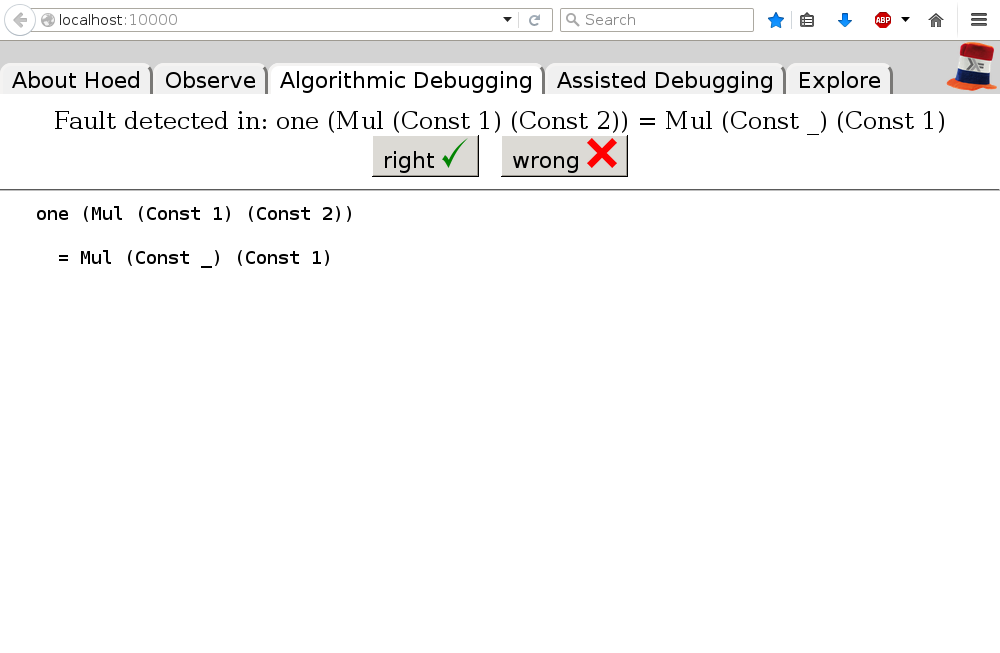 localhost:10000
Search
ABP
About Hoed
Observe
Algorithmic Debugging
Assisted Debugging
Explore
Fault detected in: one (Mul (Const 1) (Const 2)) = Mul (Const _) (Const 1)
right
wrong
one (Mul (Const 1) (Const 2))
= Mul (Const _) (Const 1)